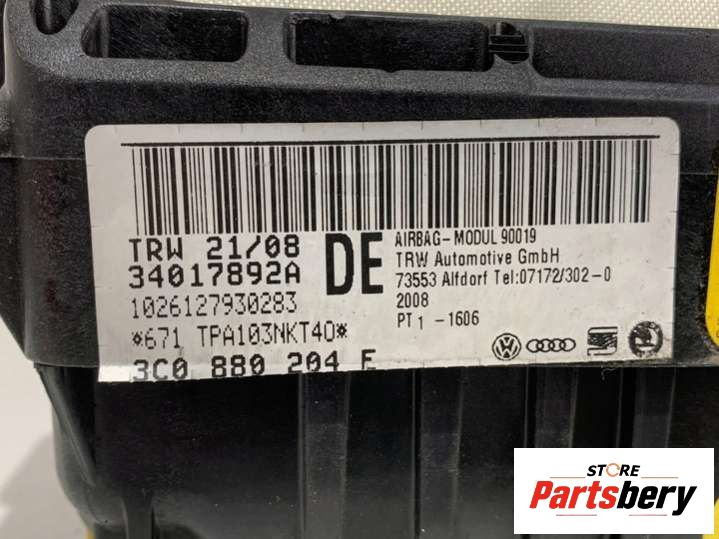 TRW 21/08
34017892A
1026127930283
*671 TPA103NKT40*
3C0 880 204 E
DE
AIRBAG-MODUL 90019
TRW Automotive GmbH
73553 Alfdorf Tel:07172/302-0
2008
PT 1 -1606
STORE
Partsbery